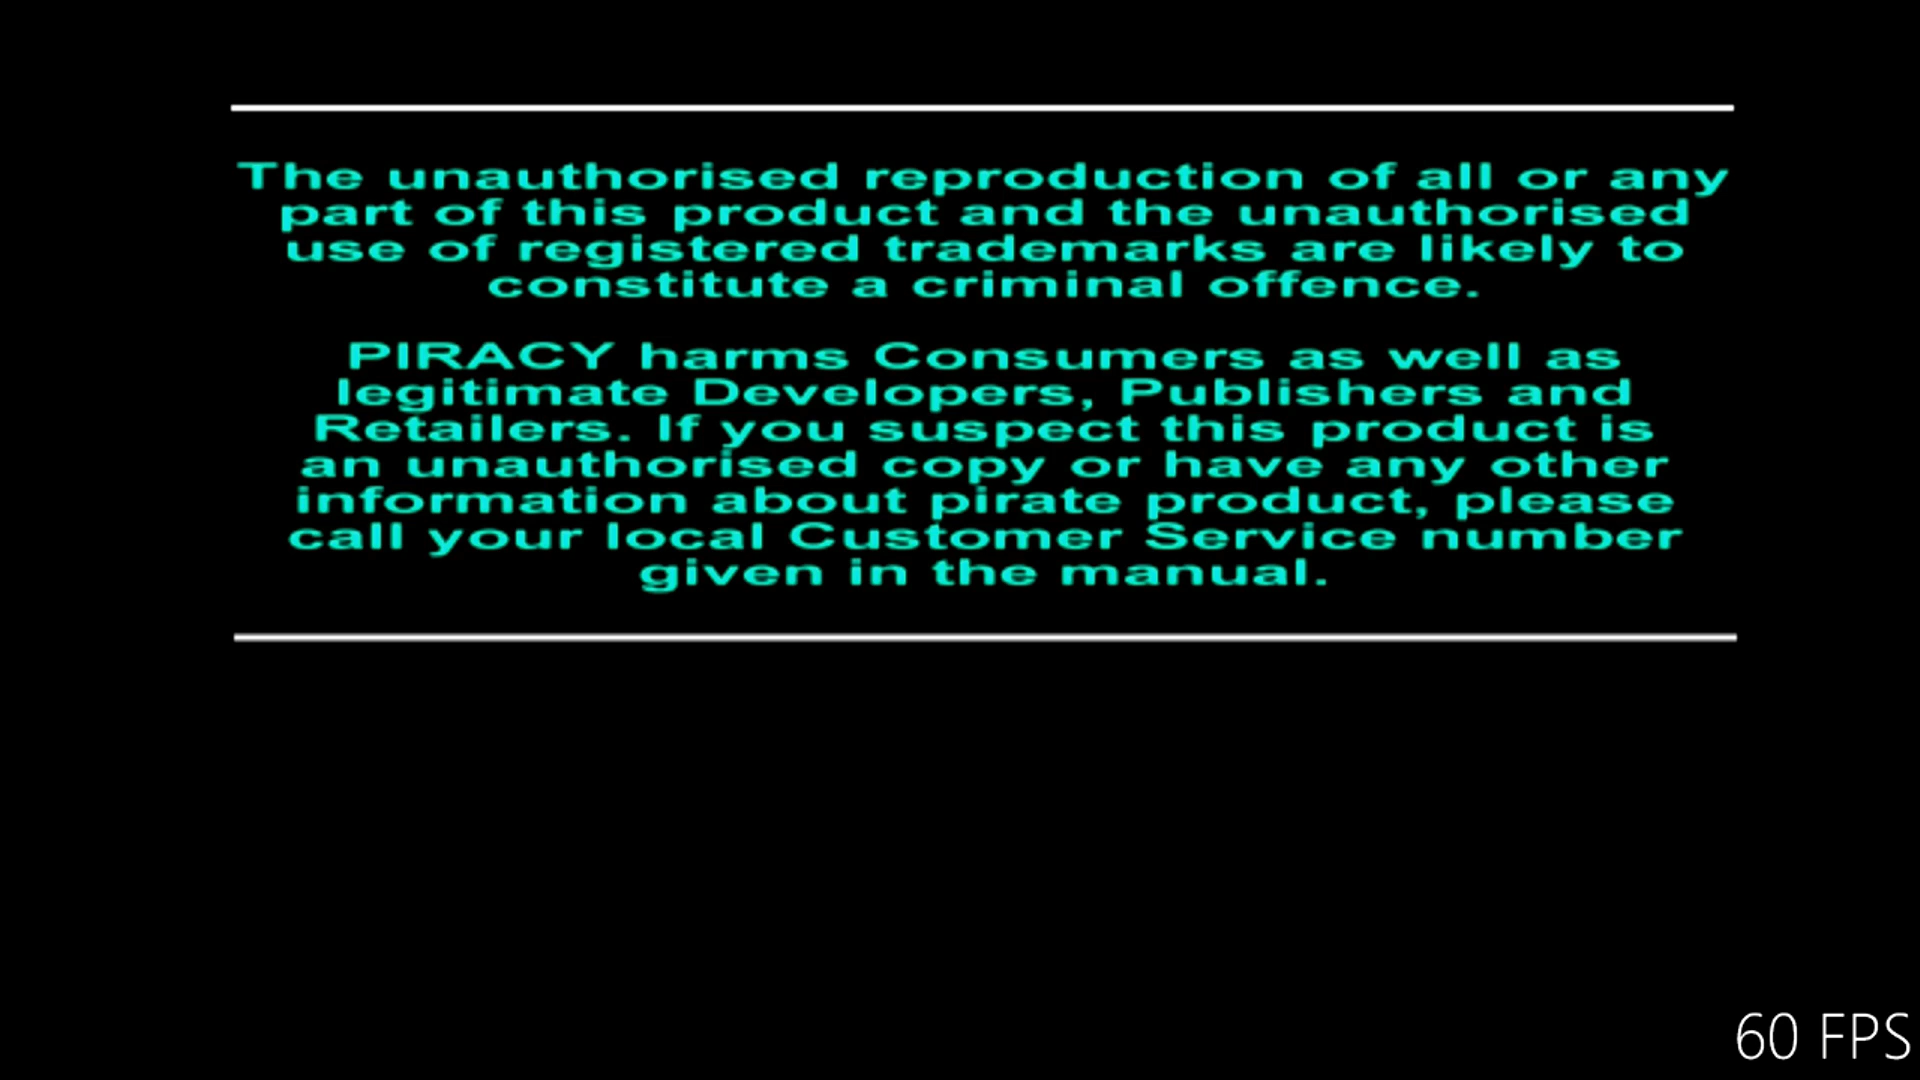 The unauthorised reproduction of all or any
part of this product and the unauthorised
use of registered trademarks are likely to
constitute a criminal offence.
PIRACY harms Consumers as well as
legitimate Developers, Publishers and
Retailers. If you suspect this product is
an unauthorised copy or have any other
information about pirate product, please
call your local Customer Service number
given in the manual.
60 FPS